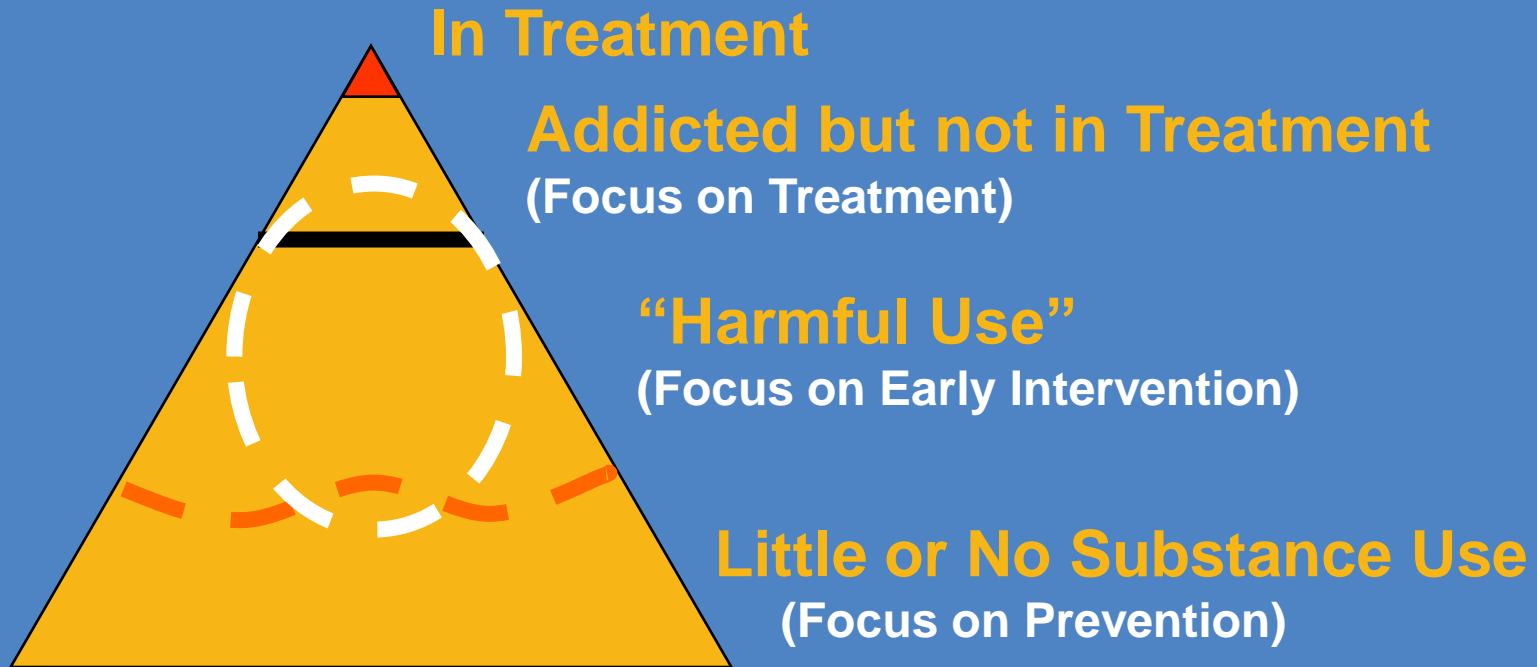 In Treatment
Addicted but not in Treatment
(Focus on Treatment)
“Harmful Use”
(Focus on Early Intervention)
Little or No Substance Use
(Focus on Prevention)